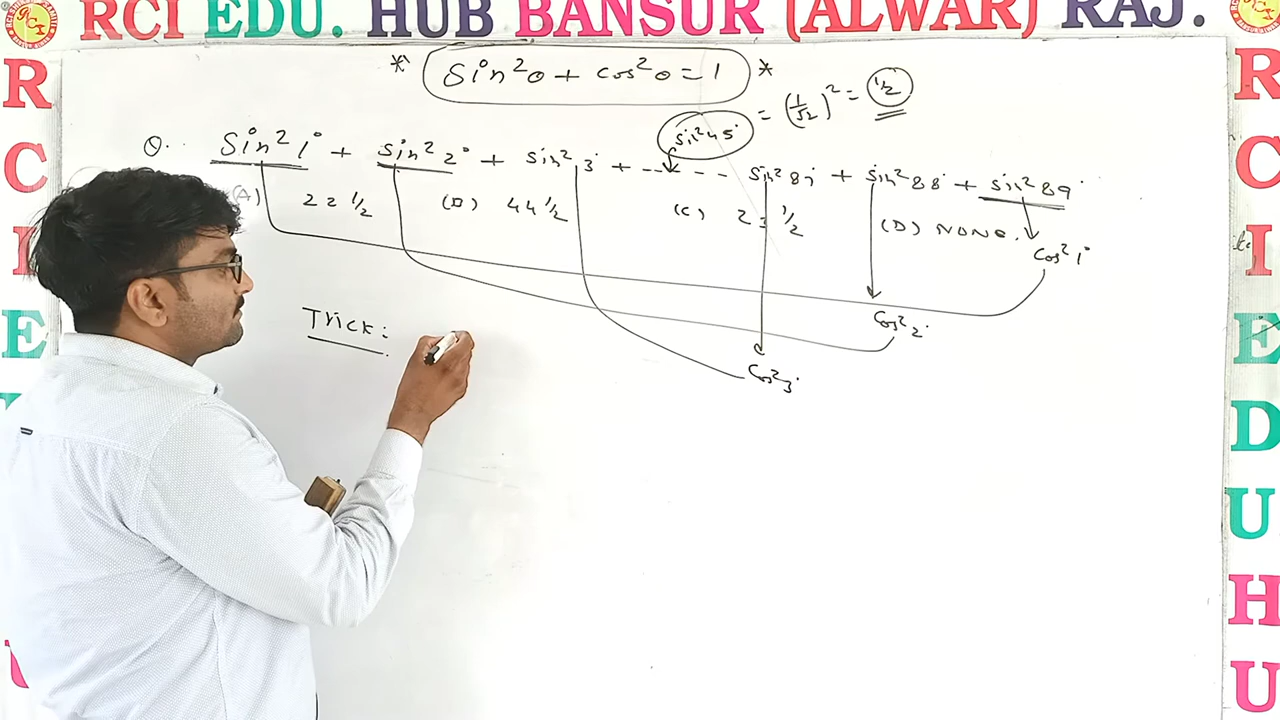 RCI EDU. HUB BANSUR (ALWAR) RAJ.
* Sin²θ + cos²θ = 1 *
sin²45° = (1/√2)² = 1/2
Q. Sin²1° + sin²2° + sin²3° + - - - - - sin²87° + sin²88° + sin²89°
(A) 22 1/2 (B) 44 1/2 (C) 23 1/2 (D) NONE.
cos²1°
cos²2°
cos²3°
Trick:
R
C
I
E
R
C
I
E
D
U
H
U